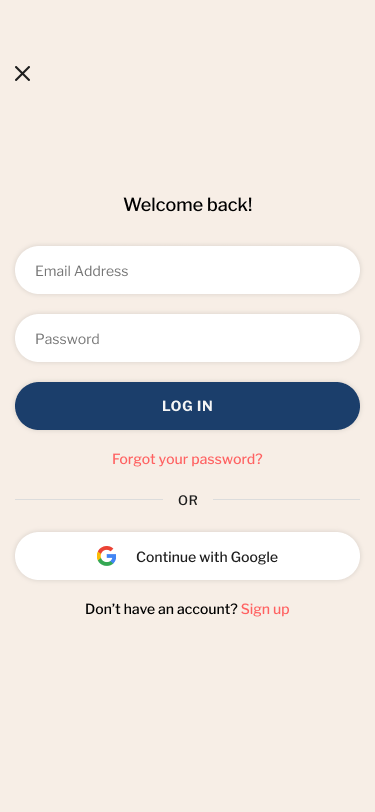 Welcome back!
Email Address
Password
LOG IN
Forgot your password?
OR
Continue with Google
Don't have an account? Sign up